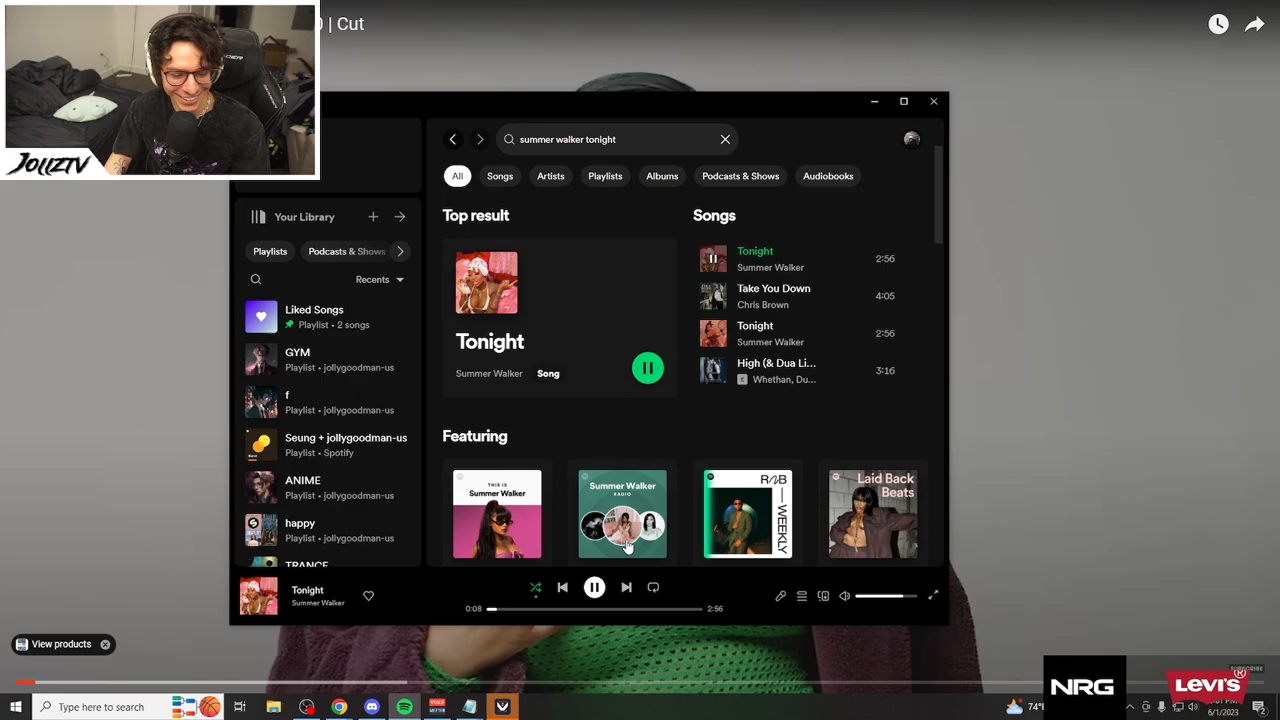 ) | Cut
JOLLZTV
summer walker tonight
All
Songs
Artists
Playlists
Albums
Podcasts & Shows
Audiobooks
Your Library
Playlists
Podcasts & Shows
Recents
Liked Songs
Playlist • 2 songs
GYM
Playlist • jollygoodman-us
f
Playlist • jollygoodman-us
Seung + jollygoodman-us
Playlist • Spotify
ANIME
Playlist • jollygoodman-us
happy
Playlist • jollygoodman-us
TRANCE
Top result
Tonight
Summer Walker
Song
Songs
Tonight
Summer Walker
2:56
Take You Down
Chris Brown
4:05
Tonight
Summer Walker
2:56
High (& Dua Li...
E Whethan, Du...
3:16
Featuring
THIS IS
Summer Walker
Summer Walker
RADIO
R&B
WEEKLY
Laid Back
Beats
Tonight
Summer Walker
0:08
2:56
View products
SUBSCRIBE
NRG
LEVI'S®
Type here to search
VOICE
MEETER
74°
6/1/2023
2